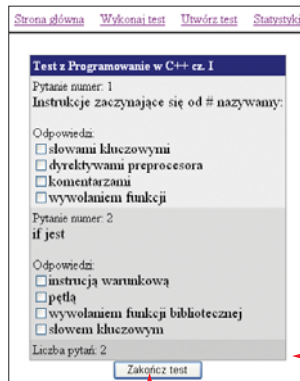 Strona główna Wykonaj test Utwórz test Statystyki
Test z Programowanie w C++ cz. I
Pytanie numer: 1
Instrukcje zaczynające się od # nazywamy:
Odpowiedzi:
słowami kluczowymi
dyrektywami preprocesora
komentarzami
wywołaniem funkcji
Pytanie numer: 2
if jest
Odpowiedzi:
instrucją warunkową
pętlą
wywołaniem funkcji bibliotecznej
słowem kluczowym
Liczba pytań: 2
Zakończ test